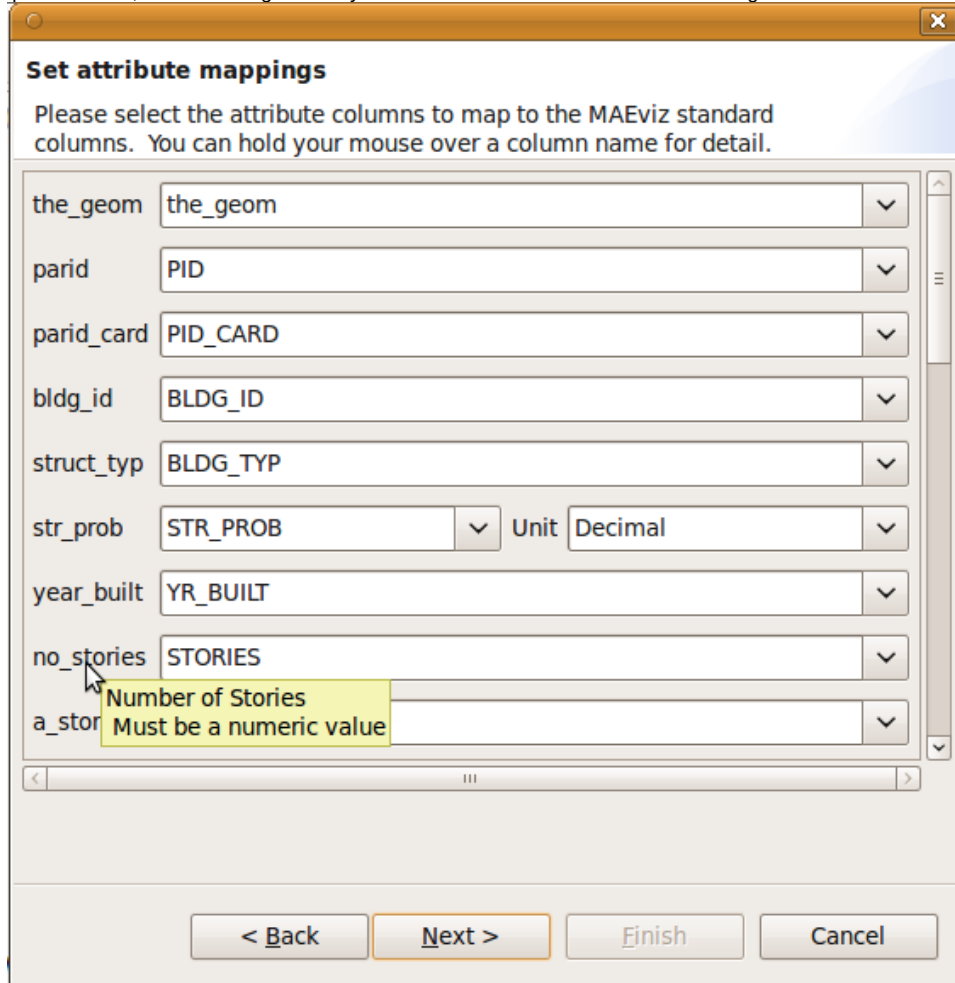 Set attribute mappings
Please select the attribute columns to map to the MAEviz standard
columns. You can hold your mouse over a column name for detail.
the_geom the_geom
parid PID
parid_card PID_CARD
bldg_id BLDG_ID
struct_typ BLDG_TYP
str_prob STR_PROB Unit Decimal
year_built YR_BUILT
no_stories STORIES
Number of Stories
a_stor Must be a numeric value
< Back Next > Finish Cancel